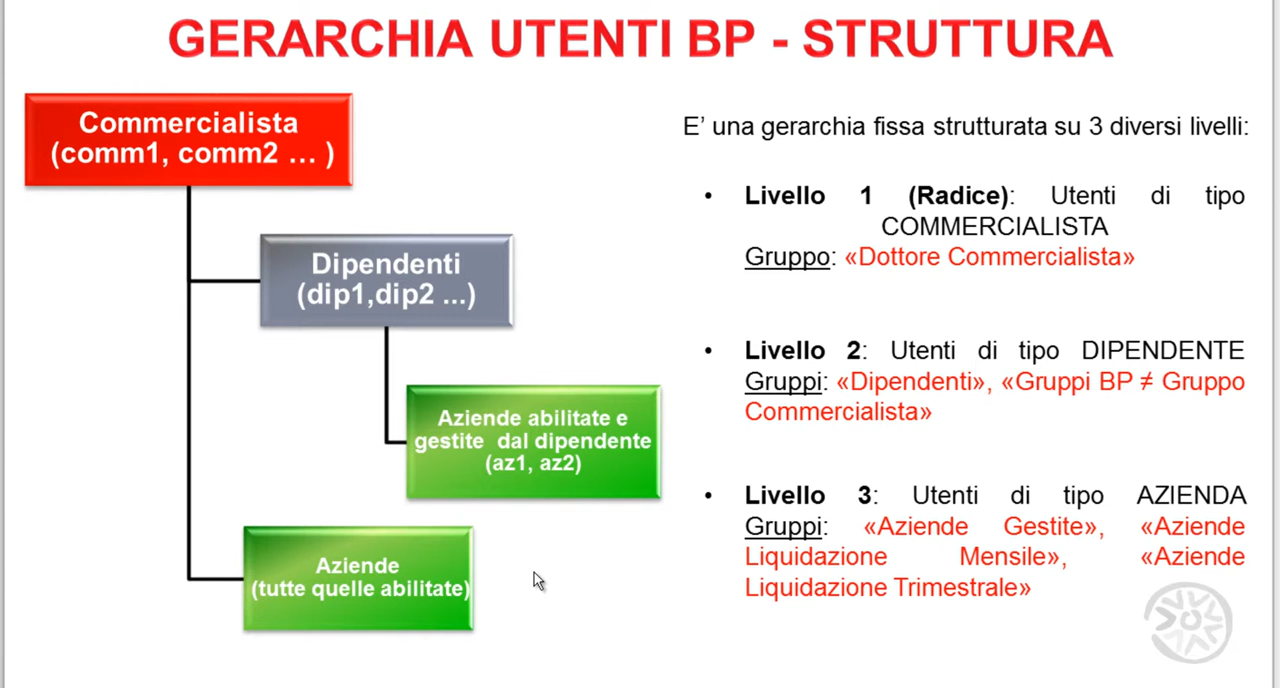 GERARCHIA UTENTI BP - STRUTTURA
Commercialista
(comm1, comm2 ... )
Dipendenti
(dip1,dip2 ...)
Aziende abilitate e
gestite dal dipendente
(az1, az2)
Aziende
(tutte quelle abilitate)
E' una gerarchia fissa strutturata su 3 diversi livelli:
• Livello 1 (Radice): Utenti di tipo
COMMERCIALISTA
Gruppo: «Dottore Commercialista»
• Livello 2: Utenti di tipo DIPENDENTE
Gruppi: «Dipendenti», «Gruppi BP ≠ Gruppo
Commercialista»
• Livello 3: Utenti di tipo AZIENDA
Gruppi: «Aziende Gestite», «Aziende
Liquidazione Mensile», «Aziende
Liquidazione Trimestrale»